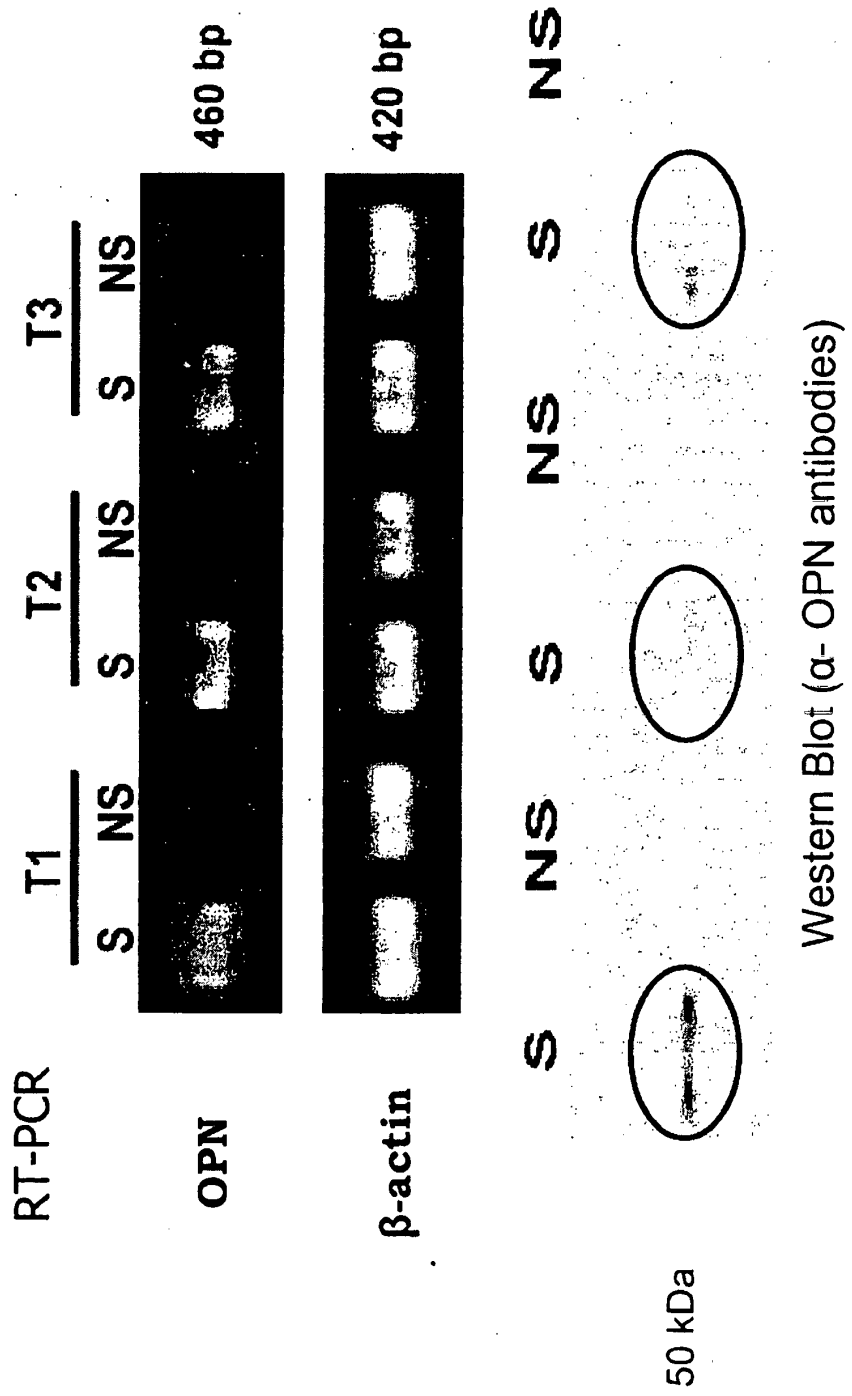 RT-PCR
T1 T2 T3
S NS S NS S NS
OPN 460 bp
β-actin 420 bp
S NS S NS S NS
50 kDa
Western Blot (α- OPN antibodies)